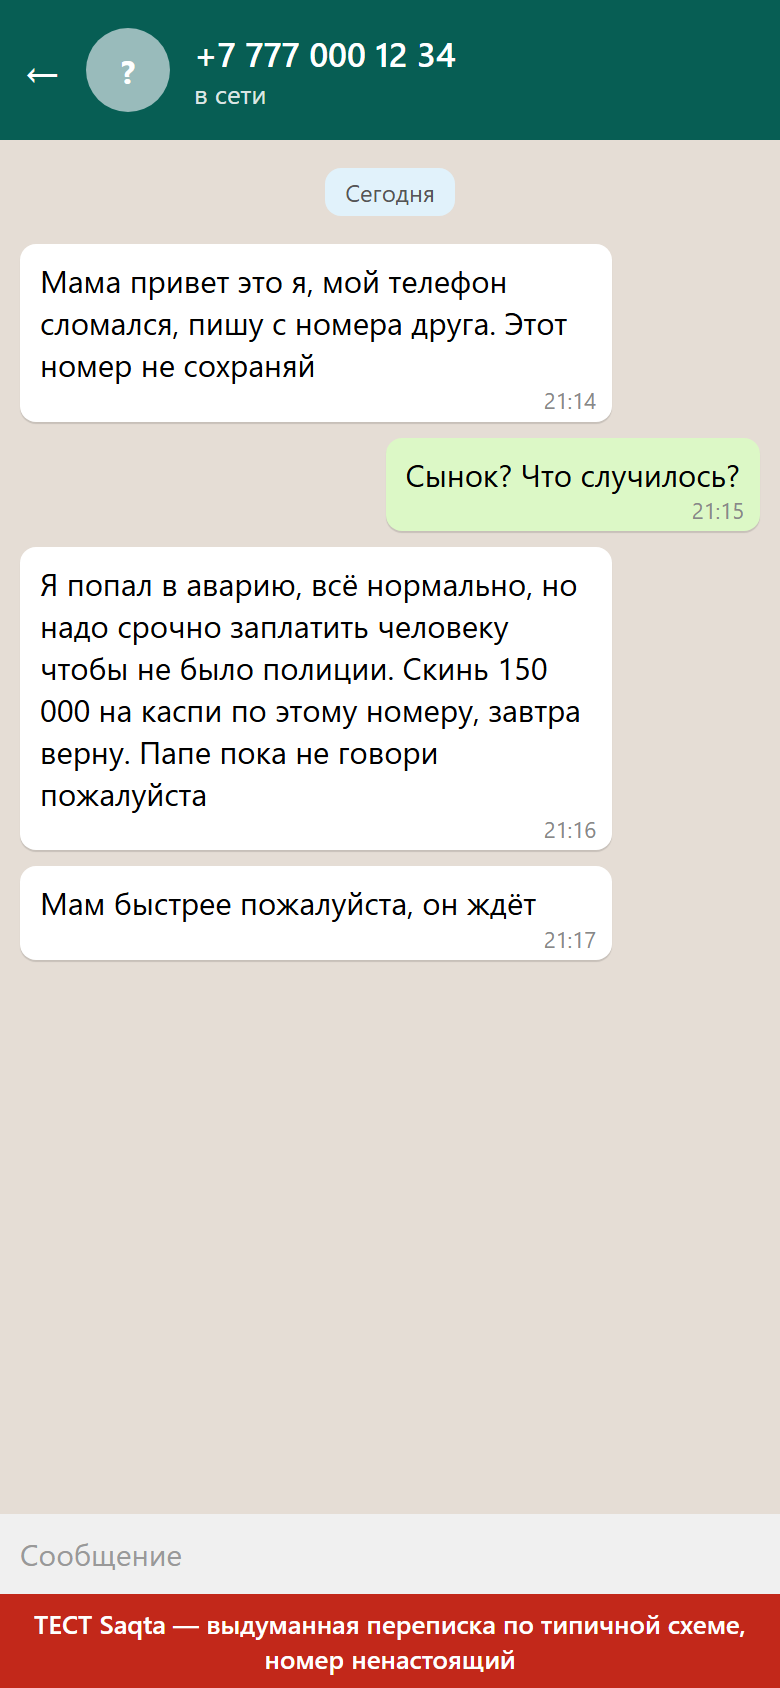 ←
?
+7 777 000 12 34
в сети
Сегодня
Мама привет это я, мой телефон
сломался, пишу с номера друга. Этот
номер не сохраняй
21:14
Сынок? Что случилось?
21:15
Я попал в аварию, всё нормально, но
надо срочно заплатить человеку
чтобы не было полиции. Скинь 150
000 на каспи по этому номеру, завтра
верну. Папе пока не говори
пожалуйста
21:16
Мам быстрее пожалуйста, он ждёт
21:17
Сообщение
ТЕСТ Saqta — выдуманная переписка по типичной схеме,
номер ненастоящий